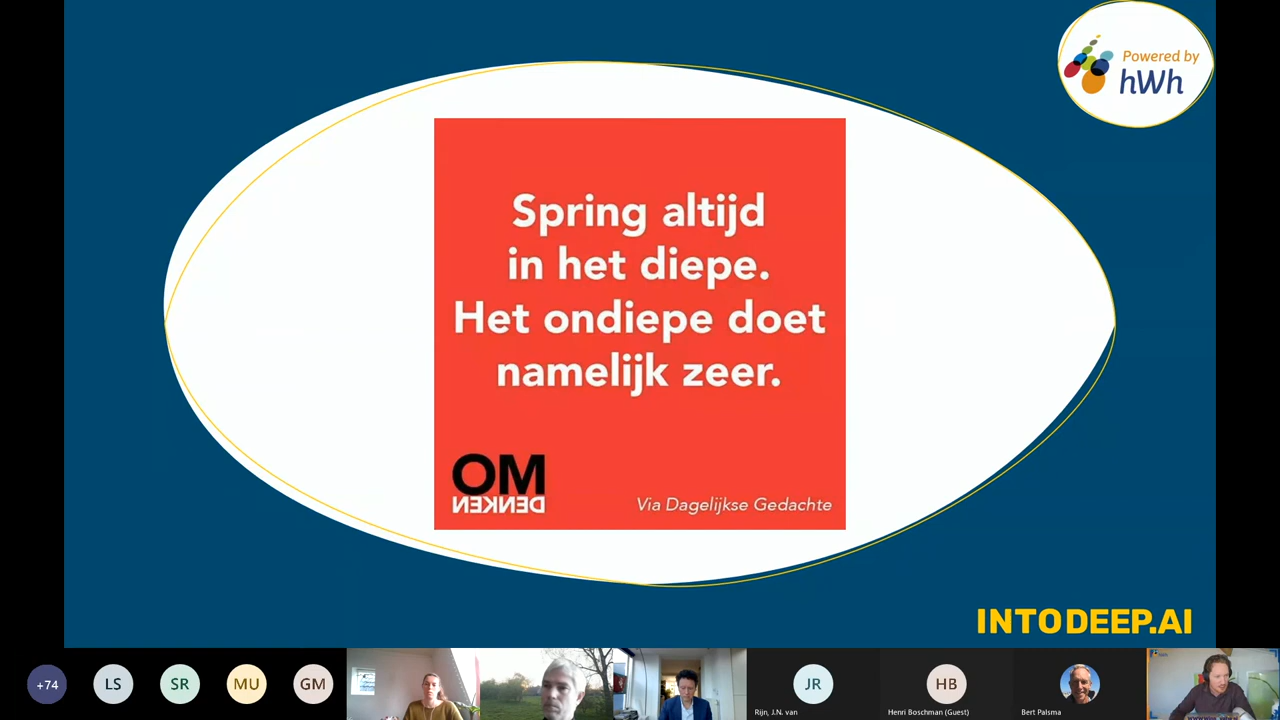 Powered by
hWh
Spring altijd
in het diepe.
Het ondiepe doet
namelijk zeer.
OM
DENKEN
Via Dagelijkse Gedachte
INTODEEP.AI
+74
LS
SR
MU
GM
JR
HB
Rijn, J.N. van
Henri Boschman (Guest)
Bert Palsma